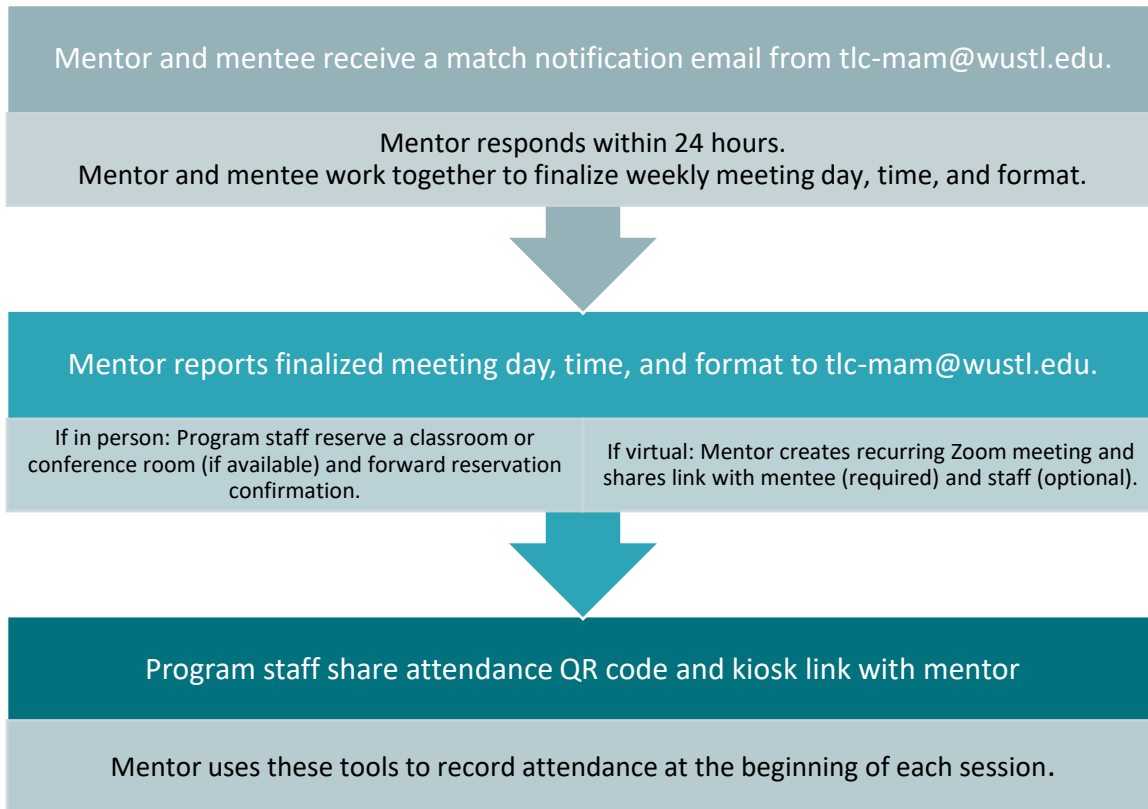 Mentor and mentee receive a match notification email from tlc-mam@wustl.edu.
Mentor responds within 24 hours.
Mentor and mentee work together to finalize weekly meeting day, time, and format.
Mentor reports finalized meeting day, time, and format to tlc-mam@wustl.edu.
If in person: Program staff reserve a classroom or
conference room (if available) and forward reservation
confirmation.
If virtual: Mentor creates recurring Zoom meeting and
shares link with mentee (required) and staff (optional).
Program staff share attendance QR code and kiosk link with mentor
Mentor uses these tools to record attendance at the beginning of each session.